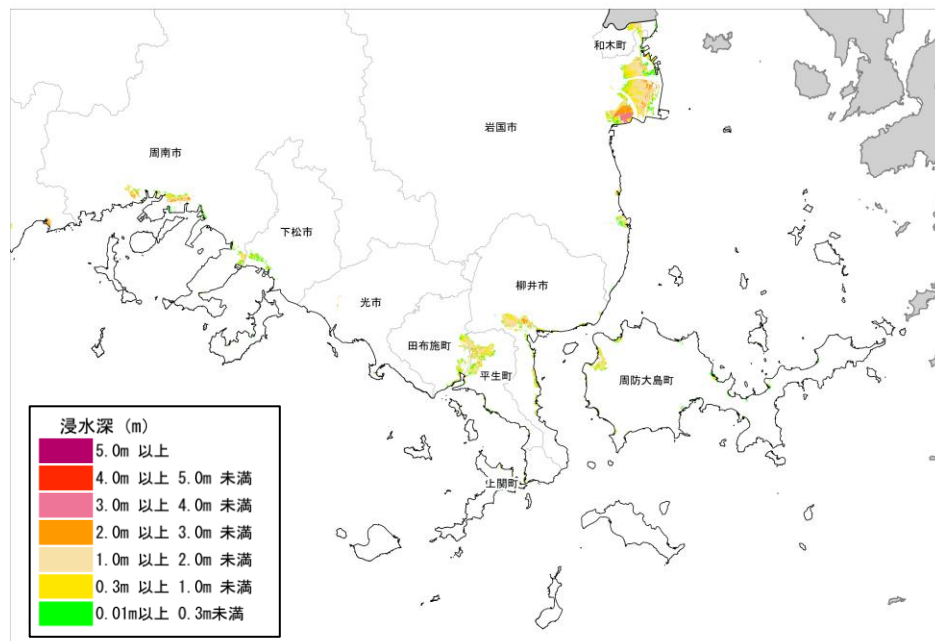 和木町
岩国市
周南市
下松市
柳井市
光市
田布施町
平生町
周防大島町
上関町
浸水深 (m)
5.0m 以上
4.0m 以上 5.0m 未満
3.0m 以上 4.0m 未満
2.0m 以上 3.0m 未満
1.0m 以上 2.0m 未満
0.3m 以上 1.0m 未満
0.01m以上 0.3m未満